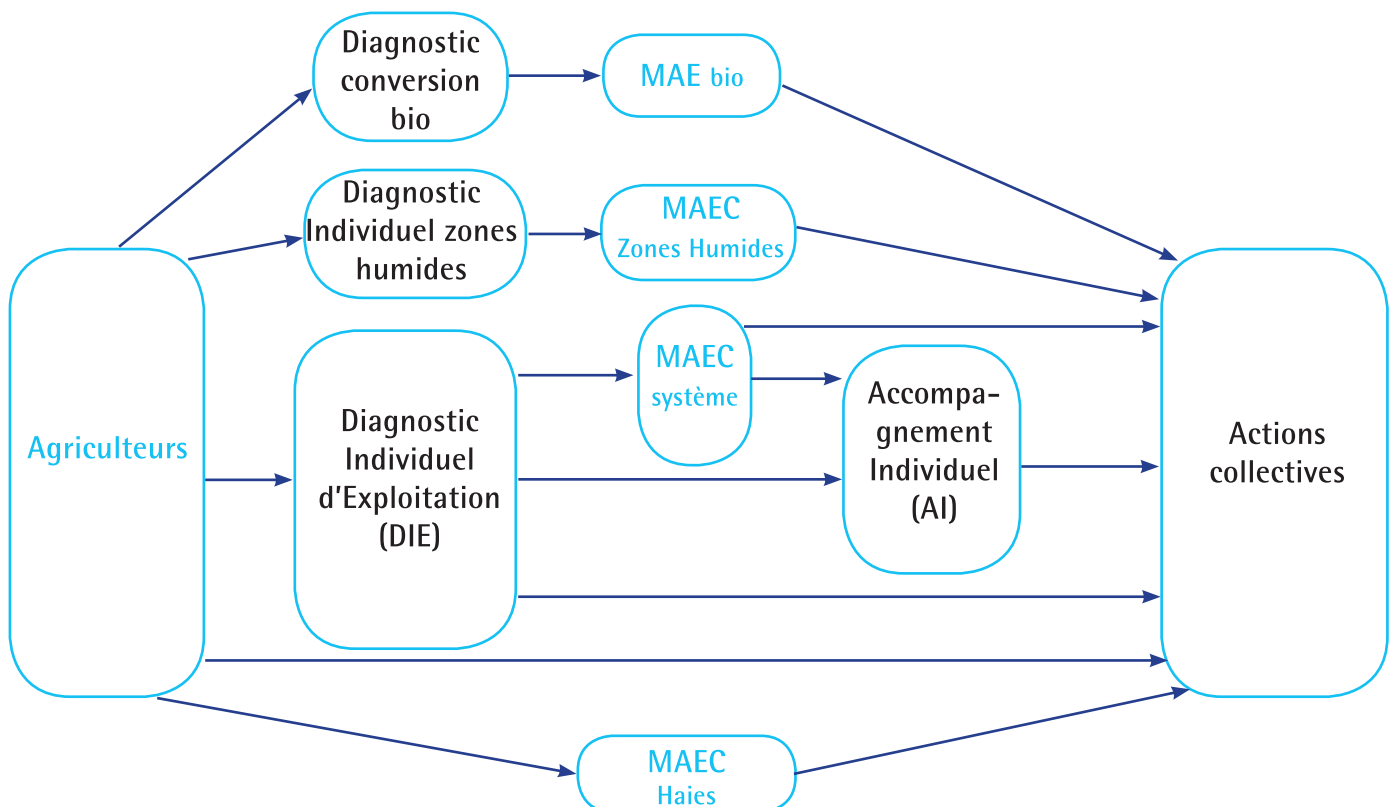 Diagnostic
conversion
bio
MAE bio
Diagnostic
Individuel zones
humides
MAEC
Zones Humides
Agriculteurs
Diagnostic
Individuel
d'Exploitation
(DIE)
MAEC
système
Accompa-
gnement
Individuel
(AI)
Actions
collectives
MAEC
Haies